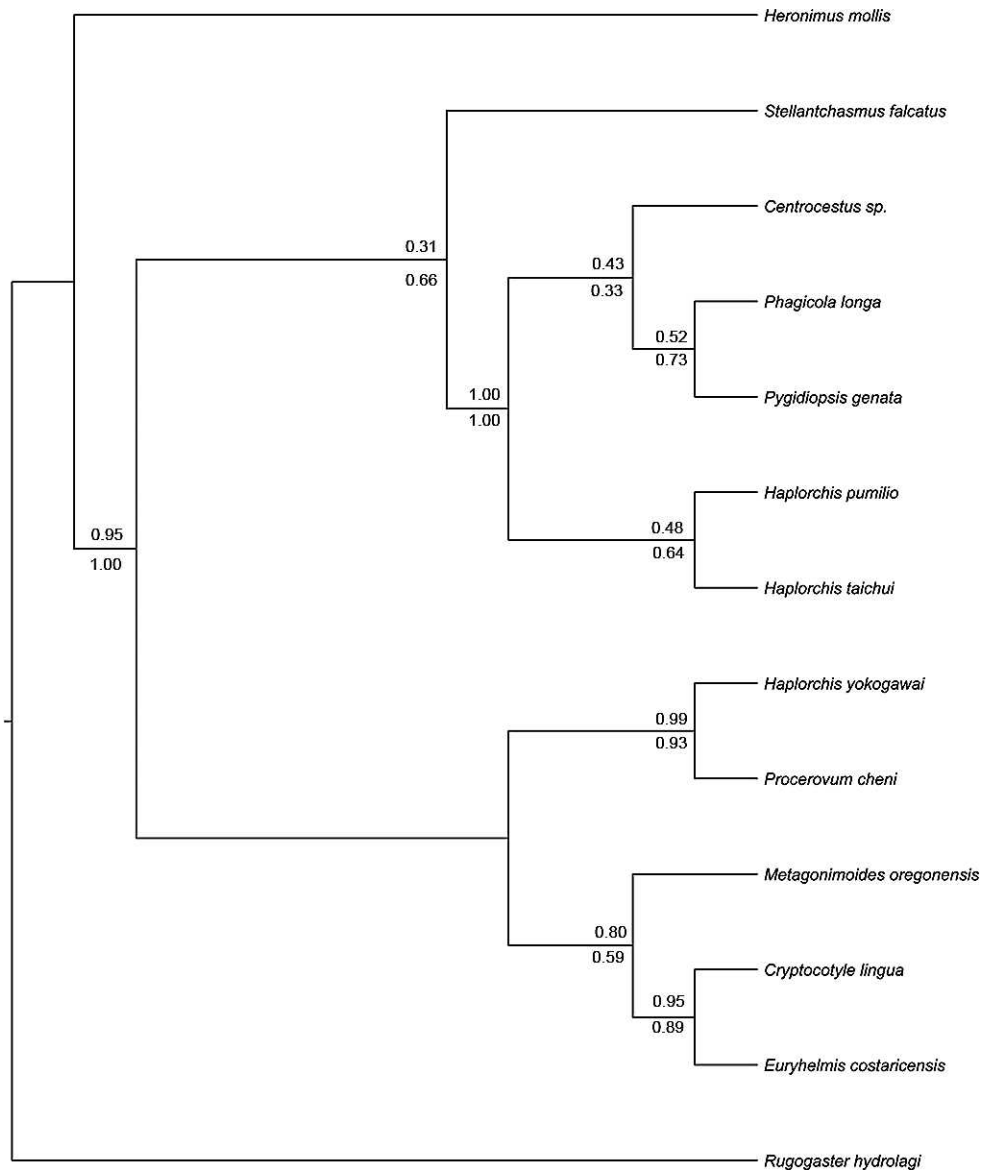 Heronimus mollis
Stellantchasmus falcatus
Centrocestus sp.
0.31
0.43
0.66
0.33
Phagicola longa
0.52
0.73
1.00
Pygidiopsis genata
1.00
Haplorchis pumilio
0.48
0.95
0.64
1.00
Haplorchis taichui
Haplorchis yokogawai
0.99
0.93
Procerovum cheni
Metagonimoides oregonensis
0.80
0.59
Cryptocotyle lingua
0.95
0.89
Euryhelmis costaricensis
Rugogaster hydrolagi